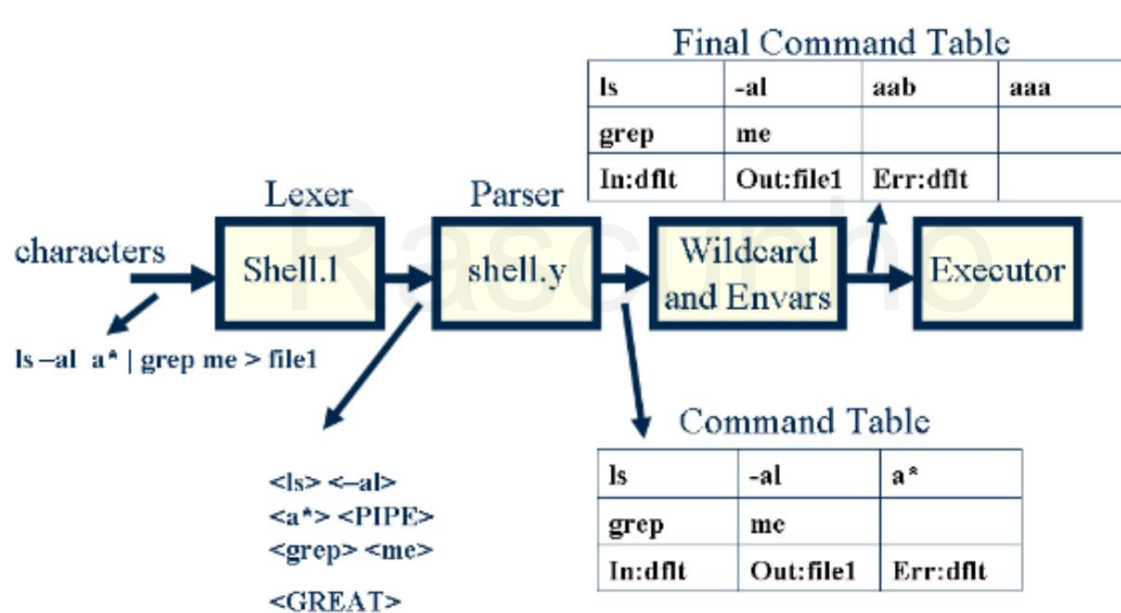 Final Command Table
ls -al aab aaa
grep me
In:dflt Out:file1 Err:dflt
Lexer
Parser
characters
Shell.l
shell.y
Wildcard
and Envars
Executor
Rascunho
ls –al a* | grep me > file1
<ls> <–al>
<a*> <PIPE>
<grep> <me>
<GREAT>
Command Table
ls -al a*
grep me
In:dflt Out:file1 Err:dflt